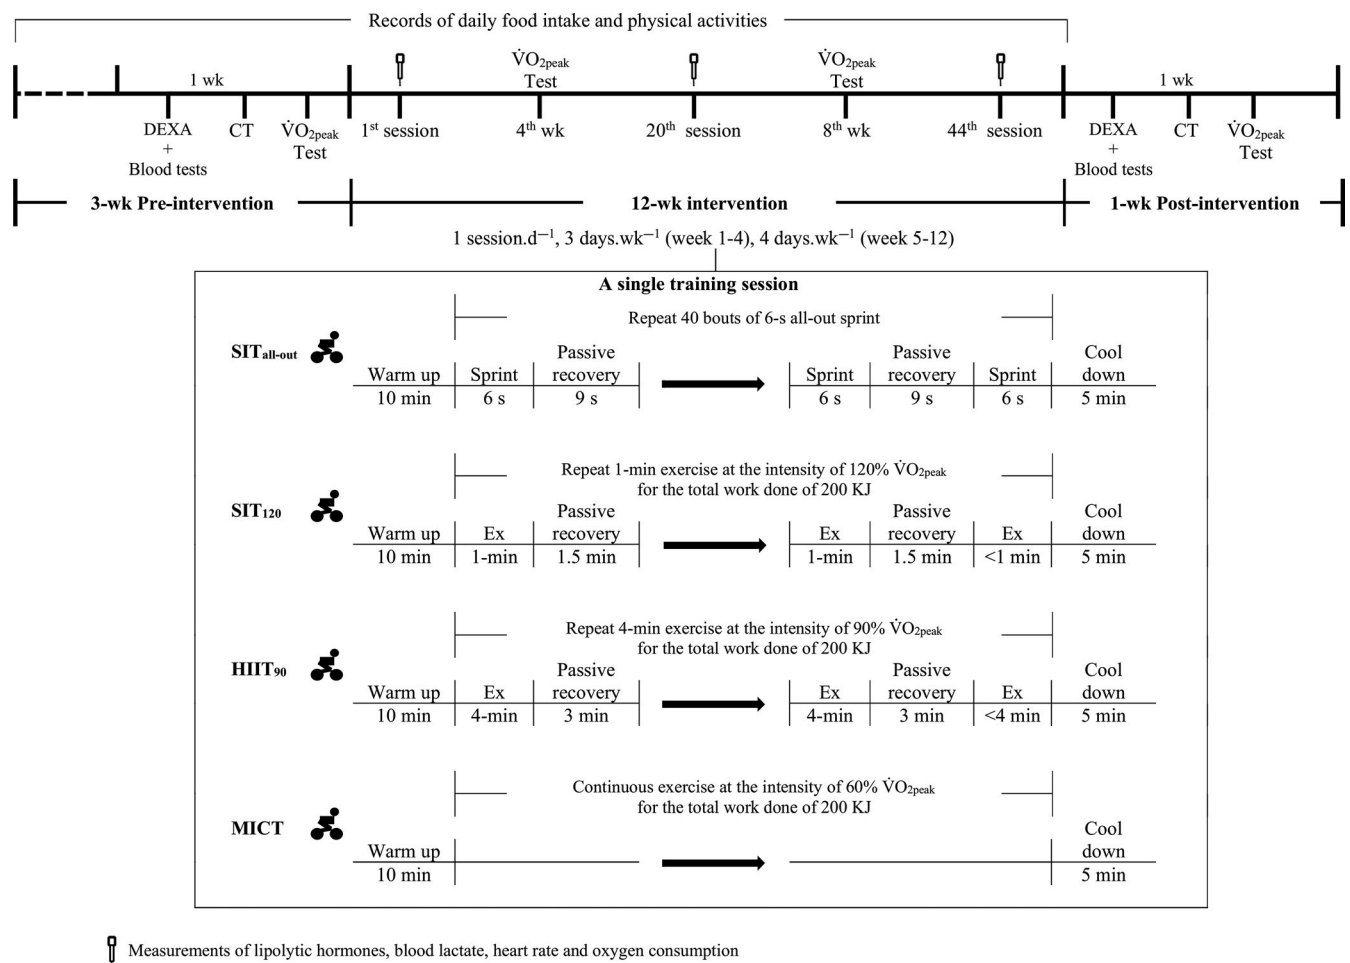 Records of daily food intake and physical activities
1 wk
V̇O2peak
Test
V̇O2peak
Test
1 wk
DEXA
+
Blood tests
CT
V̇O2peak
Test
1st session
4th wk
20th session
8th wk
44th session
DEXA
+
Blood tests
CT
V̇O2peak
Test
3-wk Pre-intervention
12-wk intervention
1-wk Post-intervention
1 session.d−1, 3 days.wk−1 (week 1-4), 4 days.wk−1 (week 5-12)
A single training session
Repeat 40 bouts of 6-s all-out sprint
SITall-out
Warm up
10 min
Sprint
6 s
Passive
recovery
9 s
Sprint
6 s
Passive
recovery
9 s
Sprint
6 s
Cool
down
5 min
Repeat 1-min exercise at the intensity of 120% V̇O2peak
for the total work done of 200 KJ
SIT120
Warm up
10 min
Ex
1-min
Passive
recovery
1.5 min
Ex
1-min
Passive
recovery
1.5 min
Ex
<1 min
Cool
down
5 min
Repeat 4-min exercise at the intensity of 90% V̇O2peak
for the total work done of 200 KJ
HIIT90
Warm up
10 min
Ex
4-min
Passive
recovery
3 min
Ex
4-min
Passive
recovery
3 min
Ex
<4 min
Cool
down
5 min
Continuous exercise at the intensity of 60% V̇O2peak
for the total work done of 200 KJ
MICT
Warm up
10 min
Cool
down
5 min
Measurements of lipolytic hormones, blood lactate, heart rate and oxygen consumption